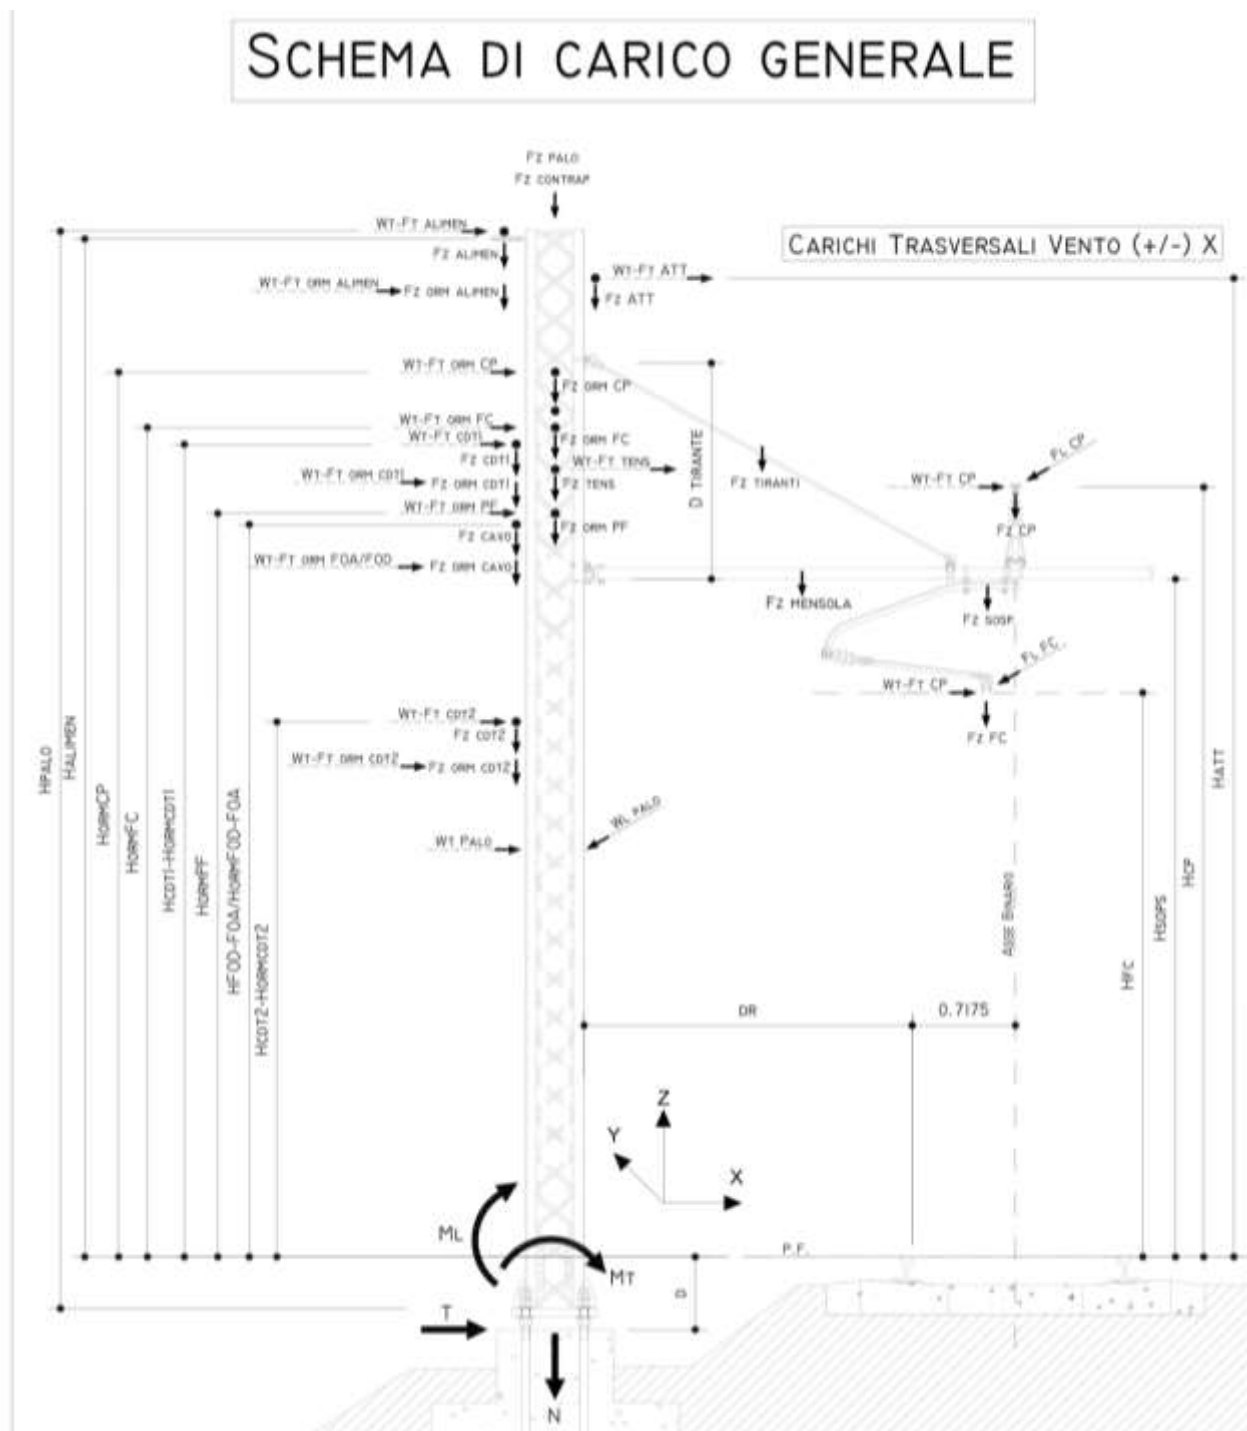 SCHEMA DI CARICO GENERALE
FZ PALO
FZ CONTRAP
WT-FT ALIMEN
FZ ALIMEN
CARICHI TRASVERSALI VENTO (+/-) X
WT-FT ATT
WT-FT ORM ALIMEN
FZ ORM ALIMEN
FZ ATT
WT-FT ORM CP
FZ ORM CP
WT-FT ORM FC
WT-FT CDT1
FZ ORM FC
FZ CDT1
WT-FT TENS
WT-FT ORM CDT1
FZ ORM CDT1
FZ TENS
D TIRANTE
FZ TIRANTI
FL CP
WT-FT CP
FZ CP
WT-FT ORM PF
FZ ORM PF
FZ CAVO
WT-FT ORM FOA/FOD
FZ ORM CAVO
FZ MENSOLA
FZ SOSP
FL FC.
WT-FT CP
FZ FC
WT-FT CDT2
FZ CDT2
WT-FT ORM CDT2
FZ ORM CDT2
WL PALO
WT PALO
HPALO
HALIMEN
HORMCP
HORMFC
HCDT1-HORMCDT1
HORMPF
HFOD-FOA/HORMFOD-FOA
HCDT2-HORMCDT2
ASSE BINARIO
HFC
HSOPS
HCP
HATT
DR
0.7175
Z
Y
X
ML
MT
P.F.
D
T
N